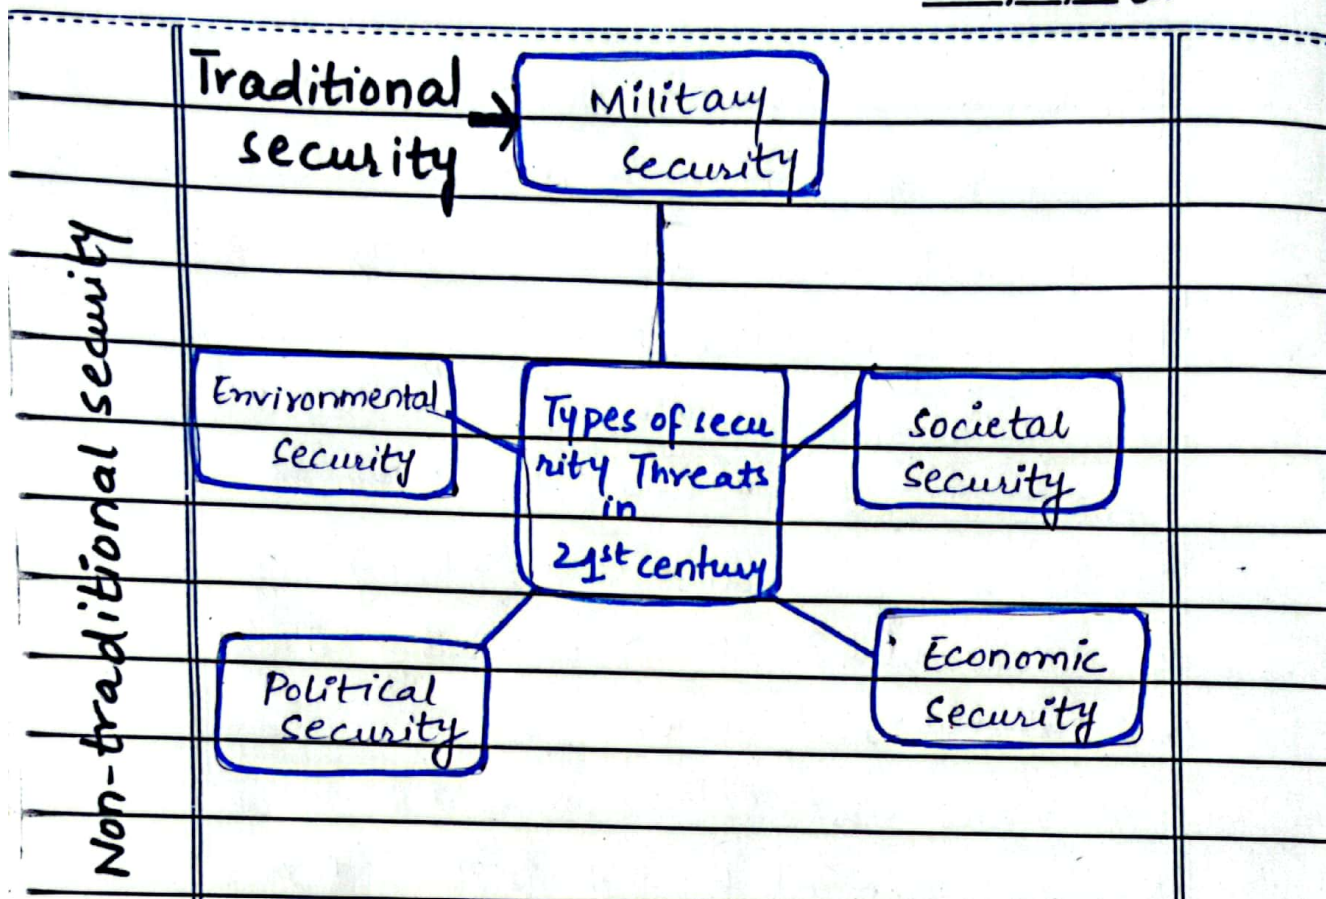 Traditional
security
Military
security
Non-traditional security
Environmental
security
Types of secu
rity Threats
in
21st century
societal
security
Political
security
Economic
security